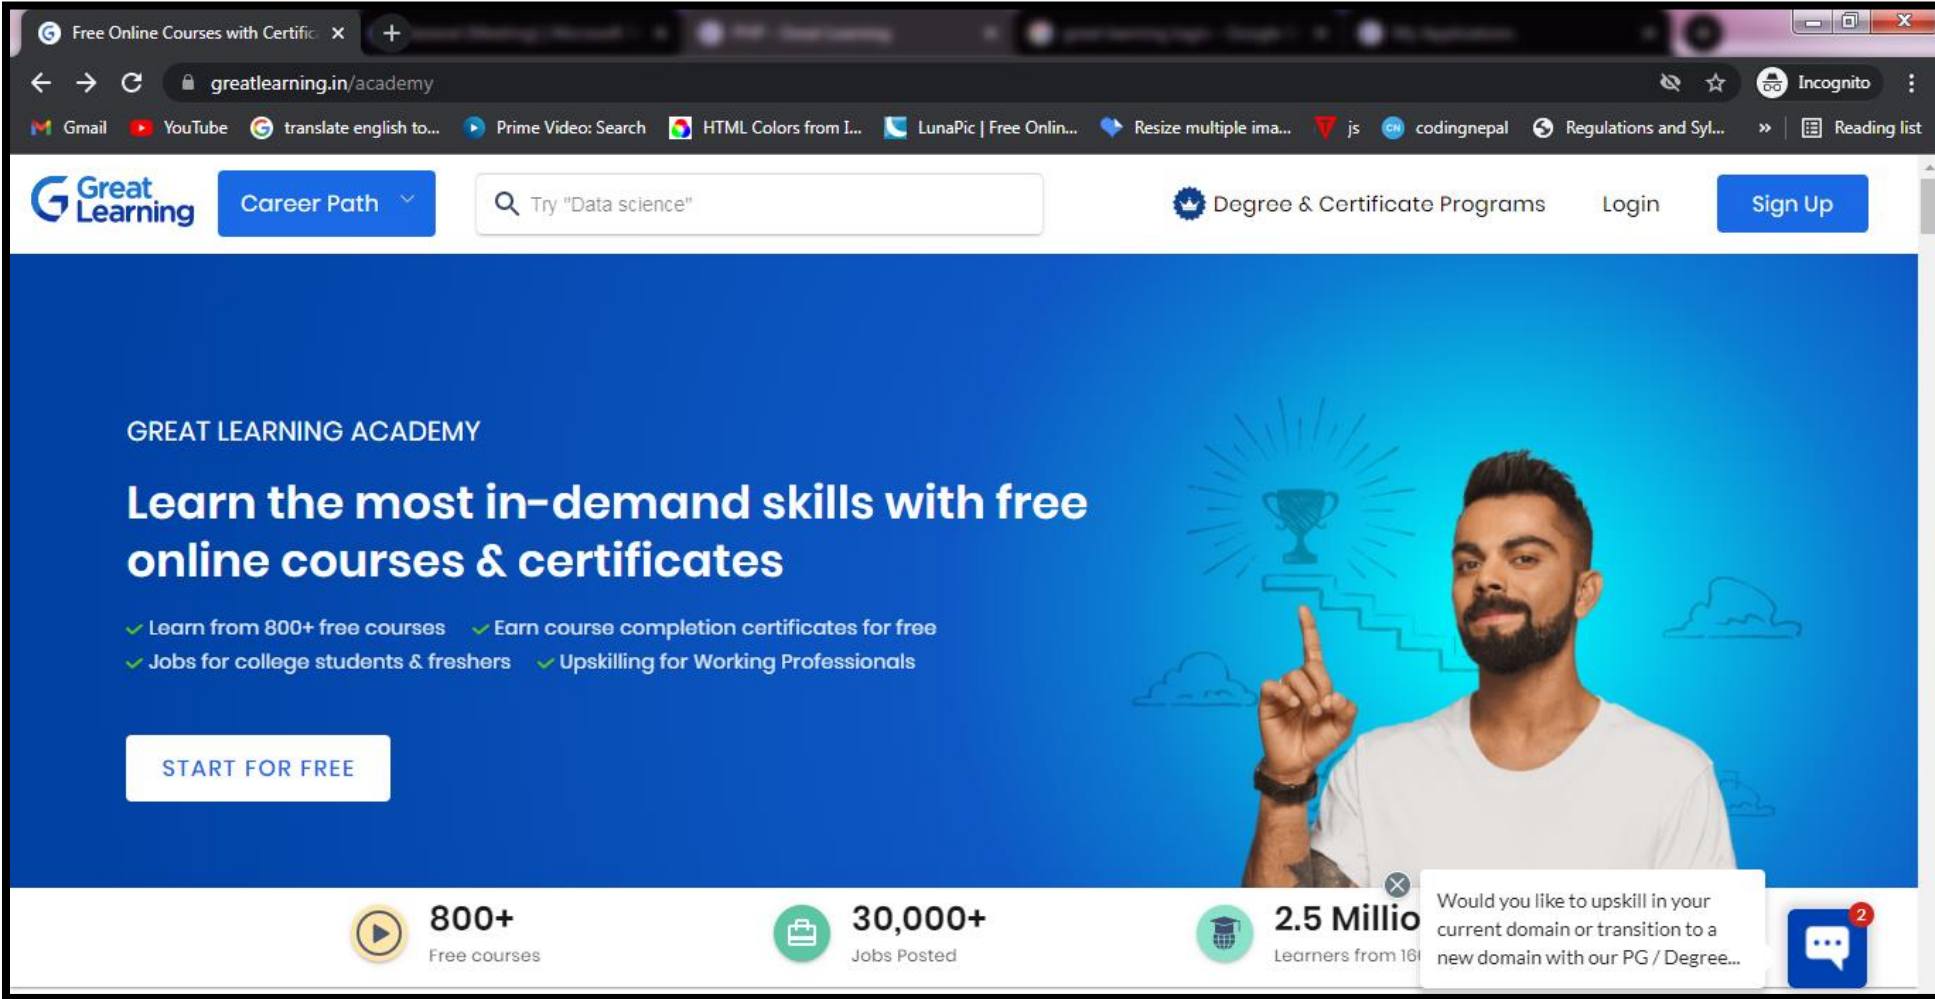 Free Online Courses with Certific
greatlearning.in/academy
Incognito
Gmail YouTube translate english to... Prime Video: Search HTML Colors from I... LunaPic | Free Onlin... Resize multiple ima... js codingnepal Regulations and Syl... » Reading list
Great Learning Career Path Try "Data science" Degree & Certificate Programs Login Sign Up
GREAT LEARNING ACADEMY
Learn the most in-demand skills with free
online courses & certificates
Learn from 800+ free courses Earn course completion certificates for free
Jobs for college students & freshers Upskilling for Working Professionals
START FOR FREE
800+
Free courses
30,000+
Jobs Posted
2.5 Millio
Learners from 16
Would you like to upskill in your
current domain or transition to a
new domain with our PG / Degree...
2